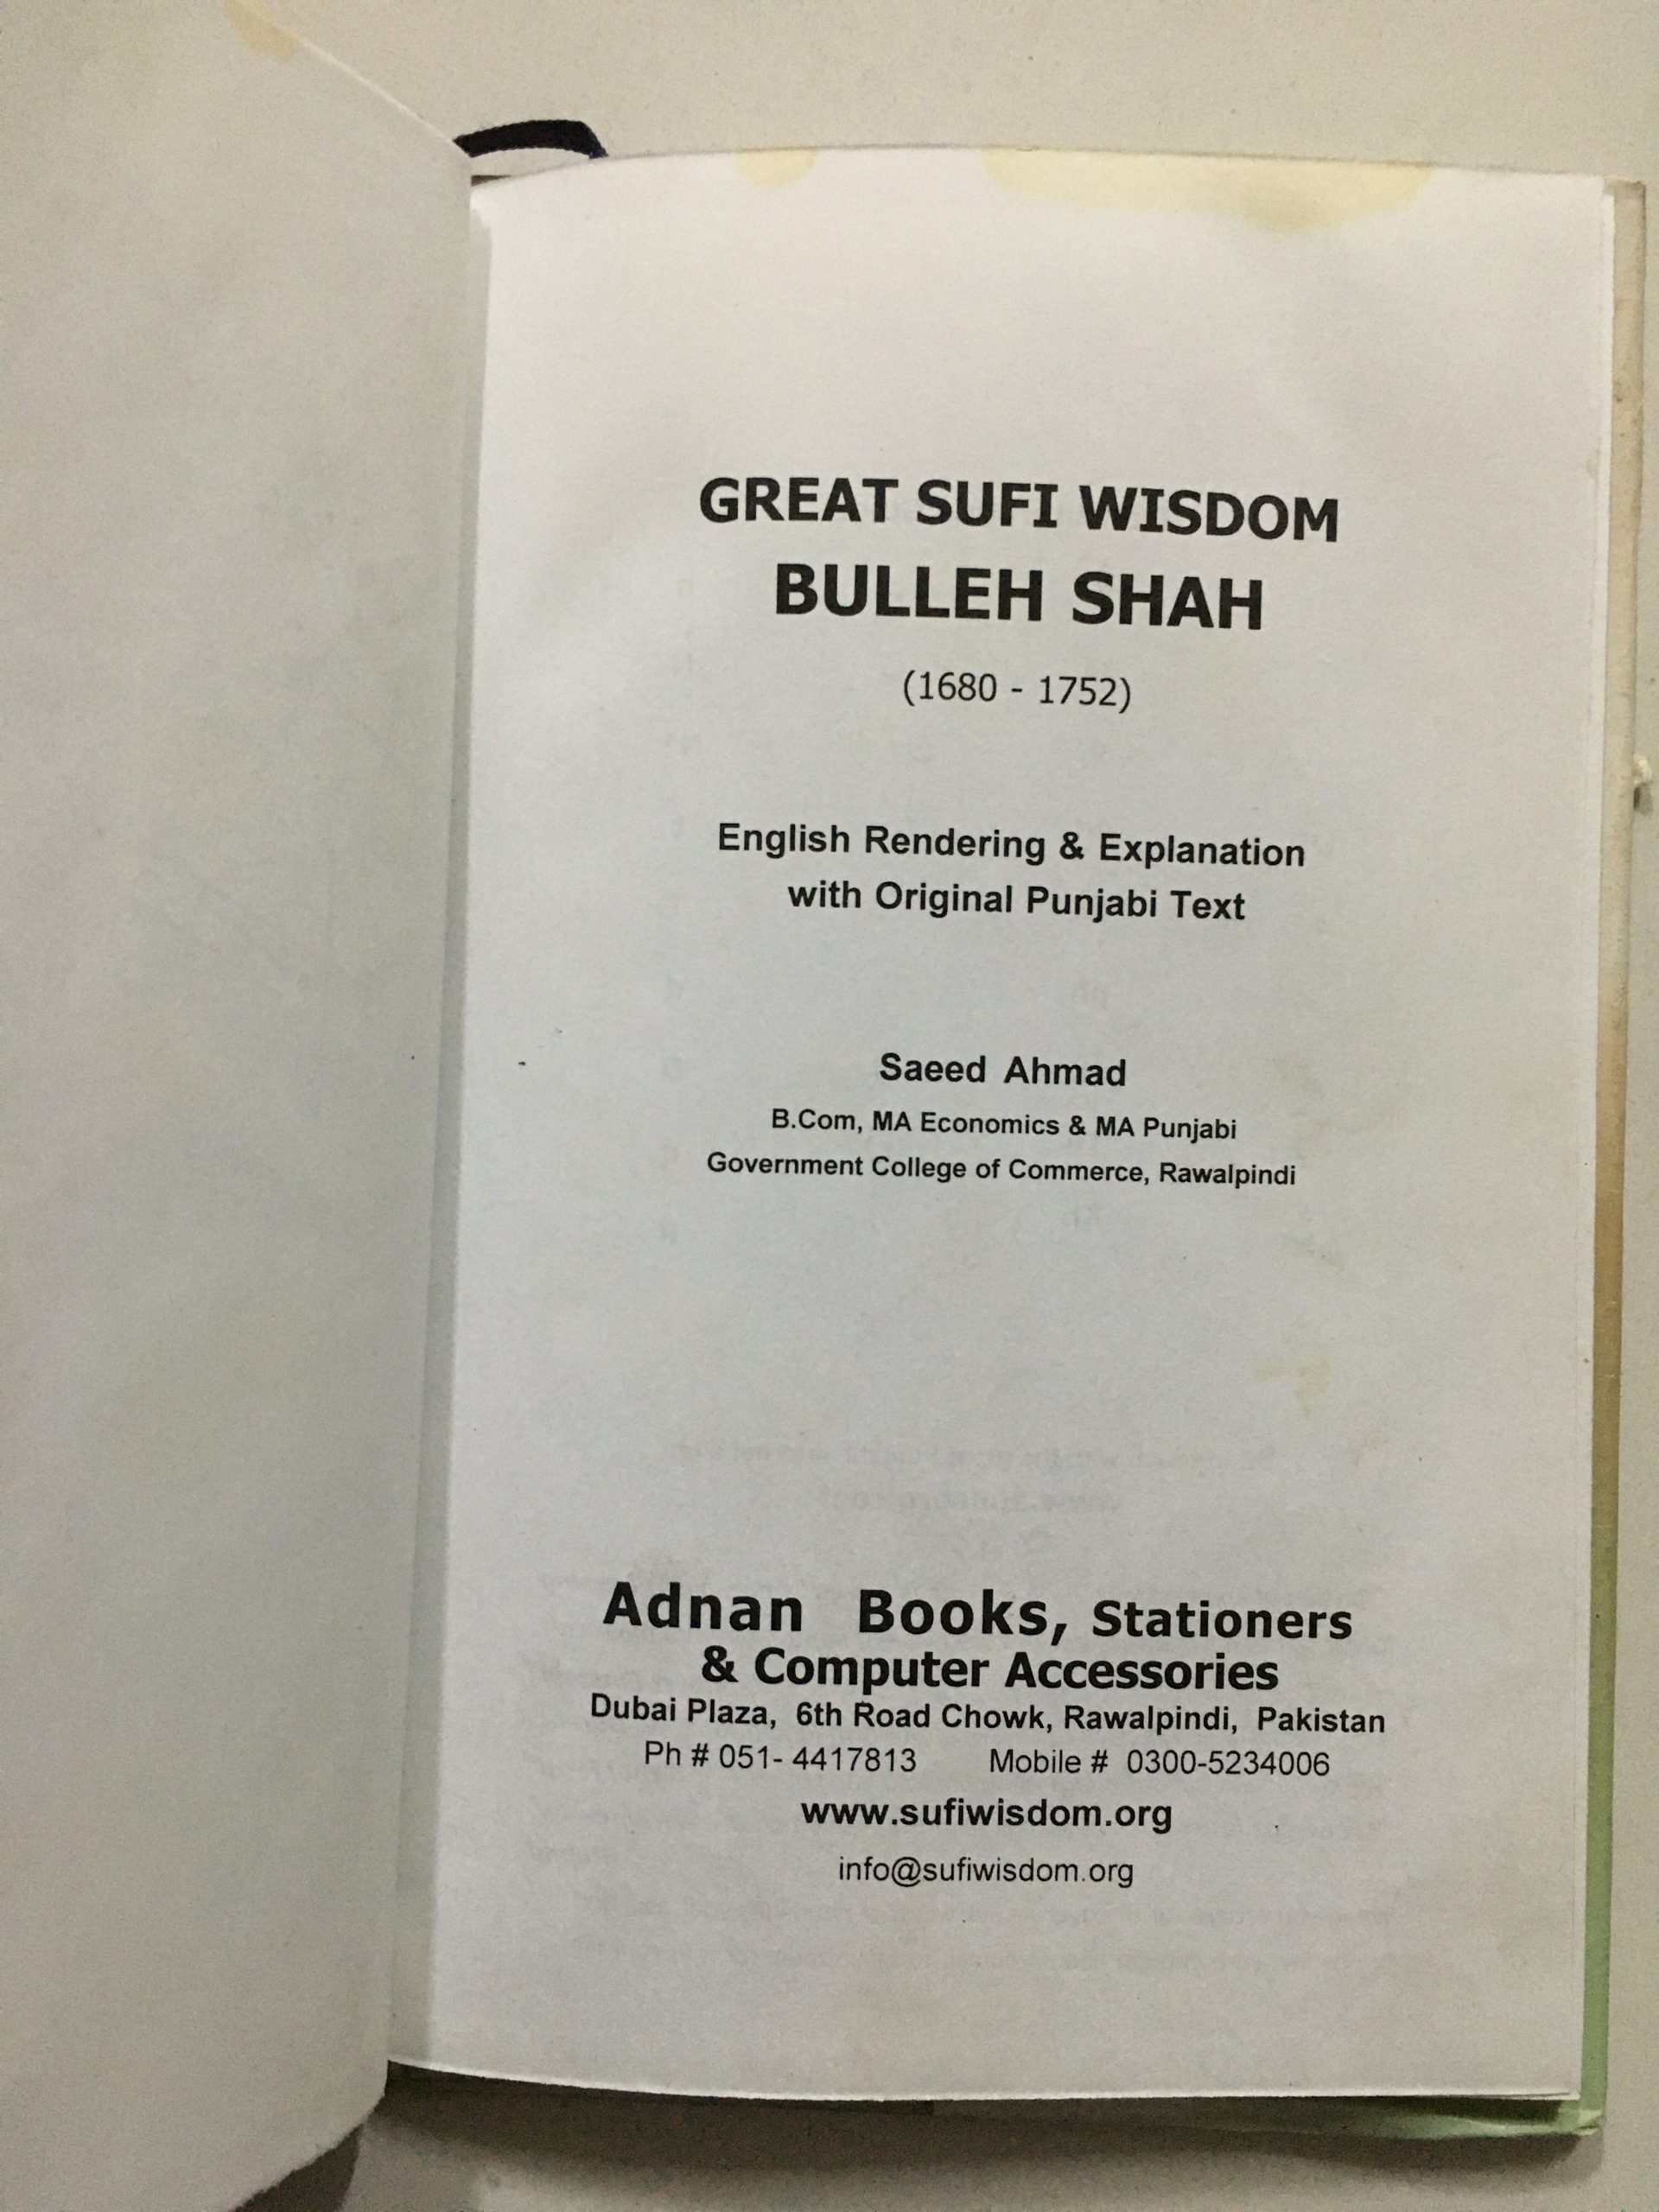 GREAT SUFI WISDOM
BULLEH SHAH
(1680 - 1752)
English Rendering & Explanation
with Original Punjabi Text
Saeed Ahmad
B.Com, MA Economics & MA Punjabi
Government College of Commerce, Rawalpindi
Adnan Books, Stationers
& Computer Accessories
Dubai Plaza, 6th Road Chowk, Rawalpindi, Pakistan
Ph # 051- 4417813 Mobile # 0300-5234006
www.sufiwisdom.org
info@sufiwisdom.org